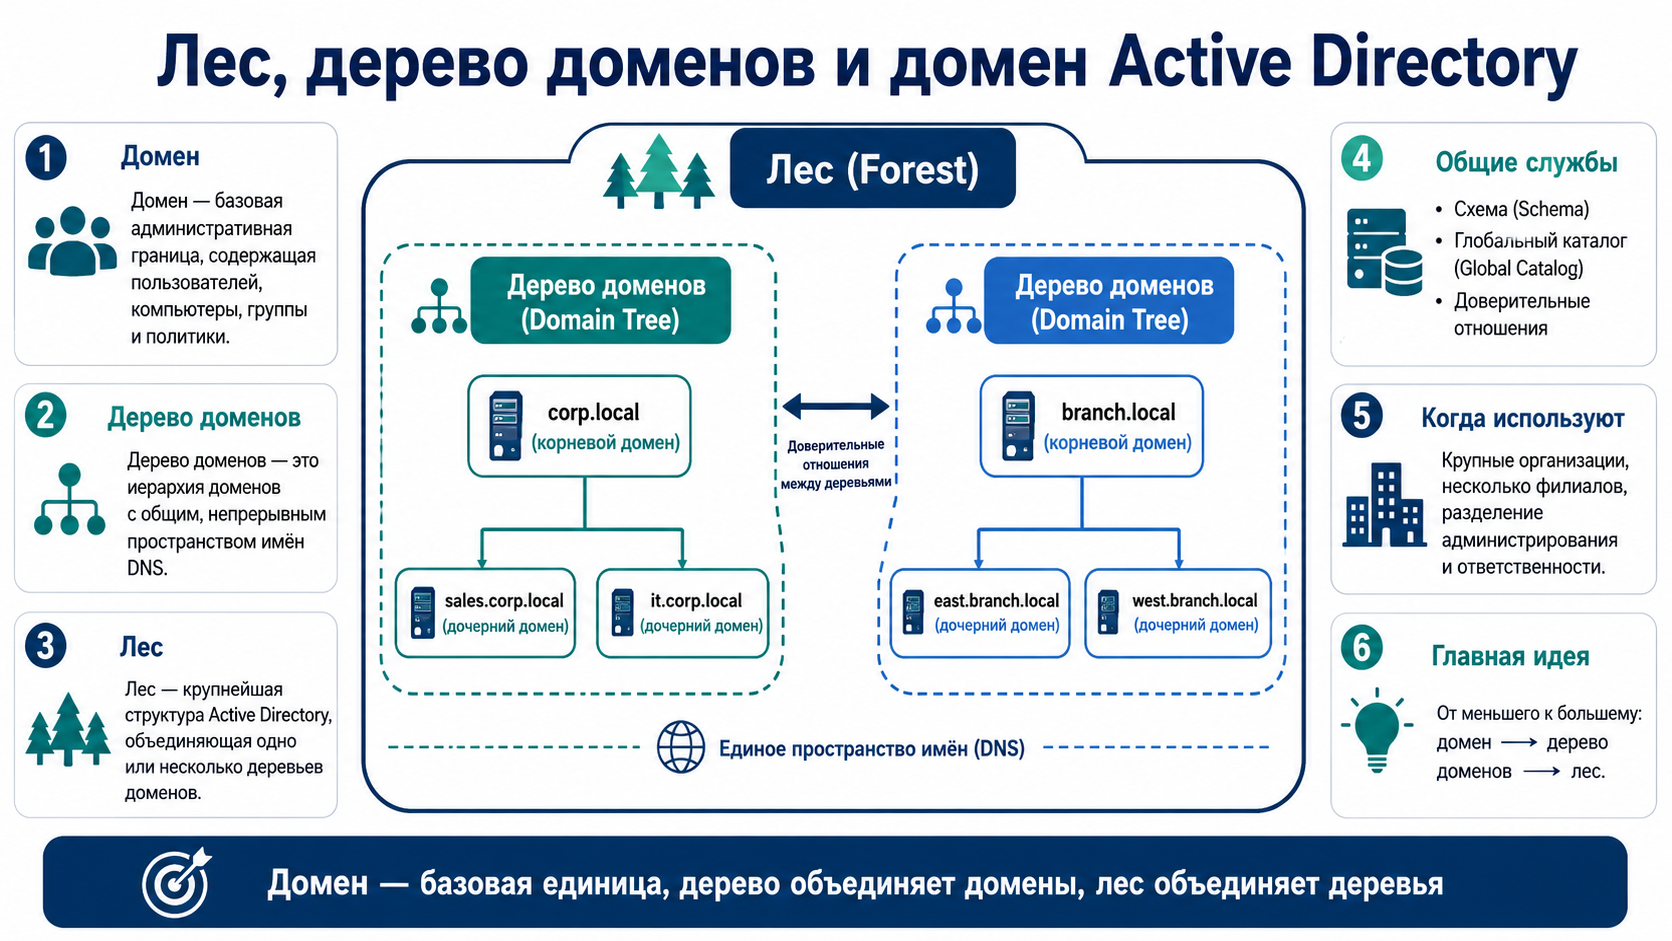 Лес, дерево доменов и домен Active Directory
1
Домен
Домен — базовая
административная
граница, содержащая
пользователей,
компьютеры, группы
и политики.
2
Дерево доменов
Дерево доменов — это
иерархия доменов
с общим, непрерывным
пространством имён
DNS.
3
Лес
Лес — крупнейшая
структура Active Directory,
объединяющая одно
или несколько деревьев
доменов.
Лес (Forest)
Дерево доменов
(Domain Tree)
corp.local
(корневой домен)
sales.corp.local
(дочерний домен)
it.corp.local
(дочерний домен)
Доверительные
отношения
между деревьями
Дерево доменов
(Domain Tree)
branch.local
(корневой домен)
east.branch.local
(дочерний домен)
west.branch.local
(дочерний домен)
Единое пространство имён (DNS)
4
Общие службы
• Схема (Schema)
• Глобальный каталог
(Global Catalog)
• Доверительные
отношения
5
Когда используют
Крупные организации,
несколько филиалов,
разделение
администрирования
и ответственности.
6
Главная идея
От меньшего к большему:
домен ⟶ дерево
доменов ⟶ лес.
Домен — базовая единица, дерево объединяет домены, лес объединяет деревья